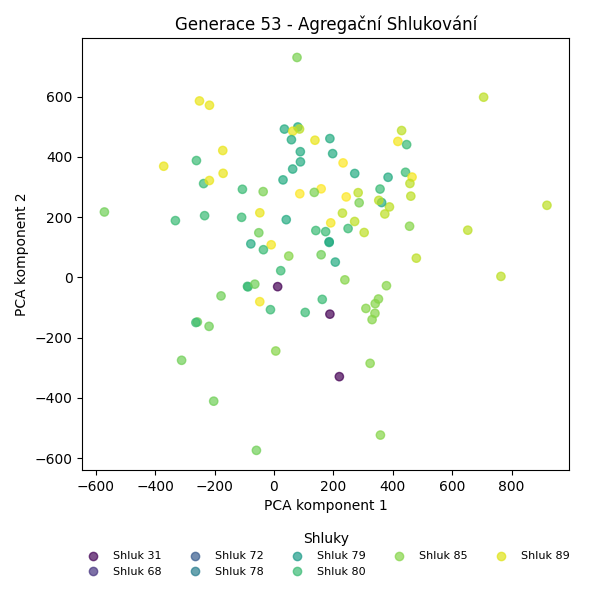 Generace 53 - Agregační Shlukování
PCA komponent 2
600
400
200
0
−200
−400
−600
−600 −400 −200 0 200 400 600 800
PCA komponent 1
Shluky
Shluk 31 Shluk 72 Shluk 79 Shluk 85 Shluk 89
Shluk 68 Shluk 78 Shluk 80